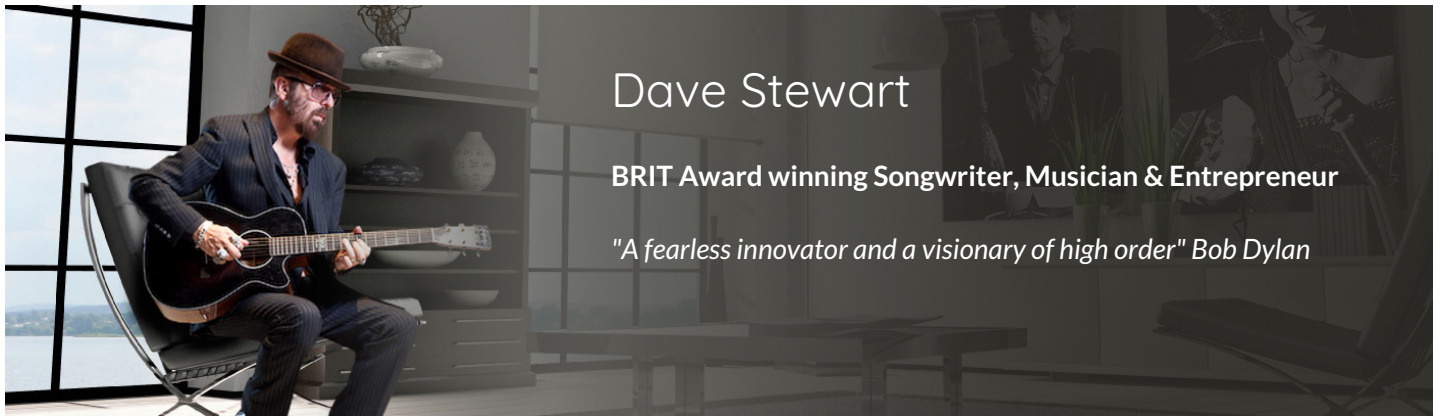 Dave Stewart
BRIT Award winning Songwriter, Musician & Entrepreneur
"A fearless innovator and a visionary of high order" Bob Dylan